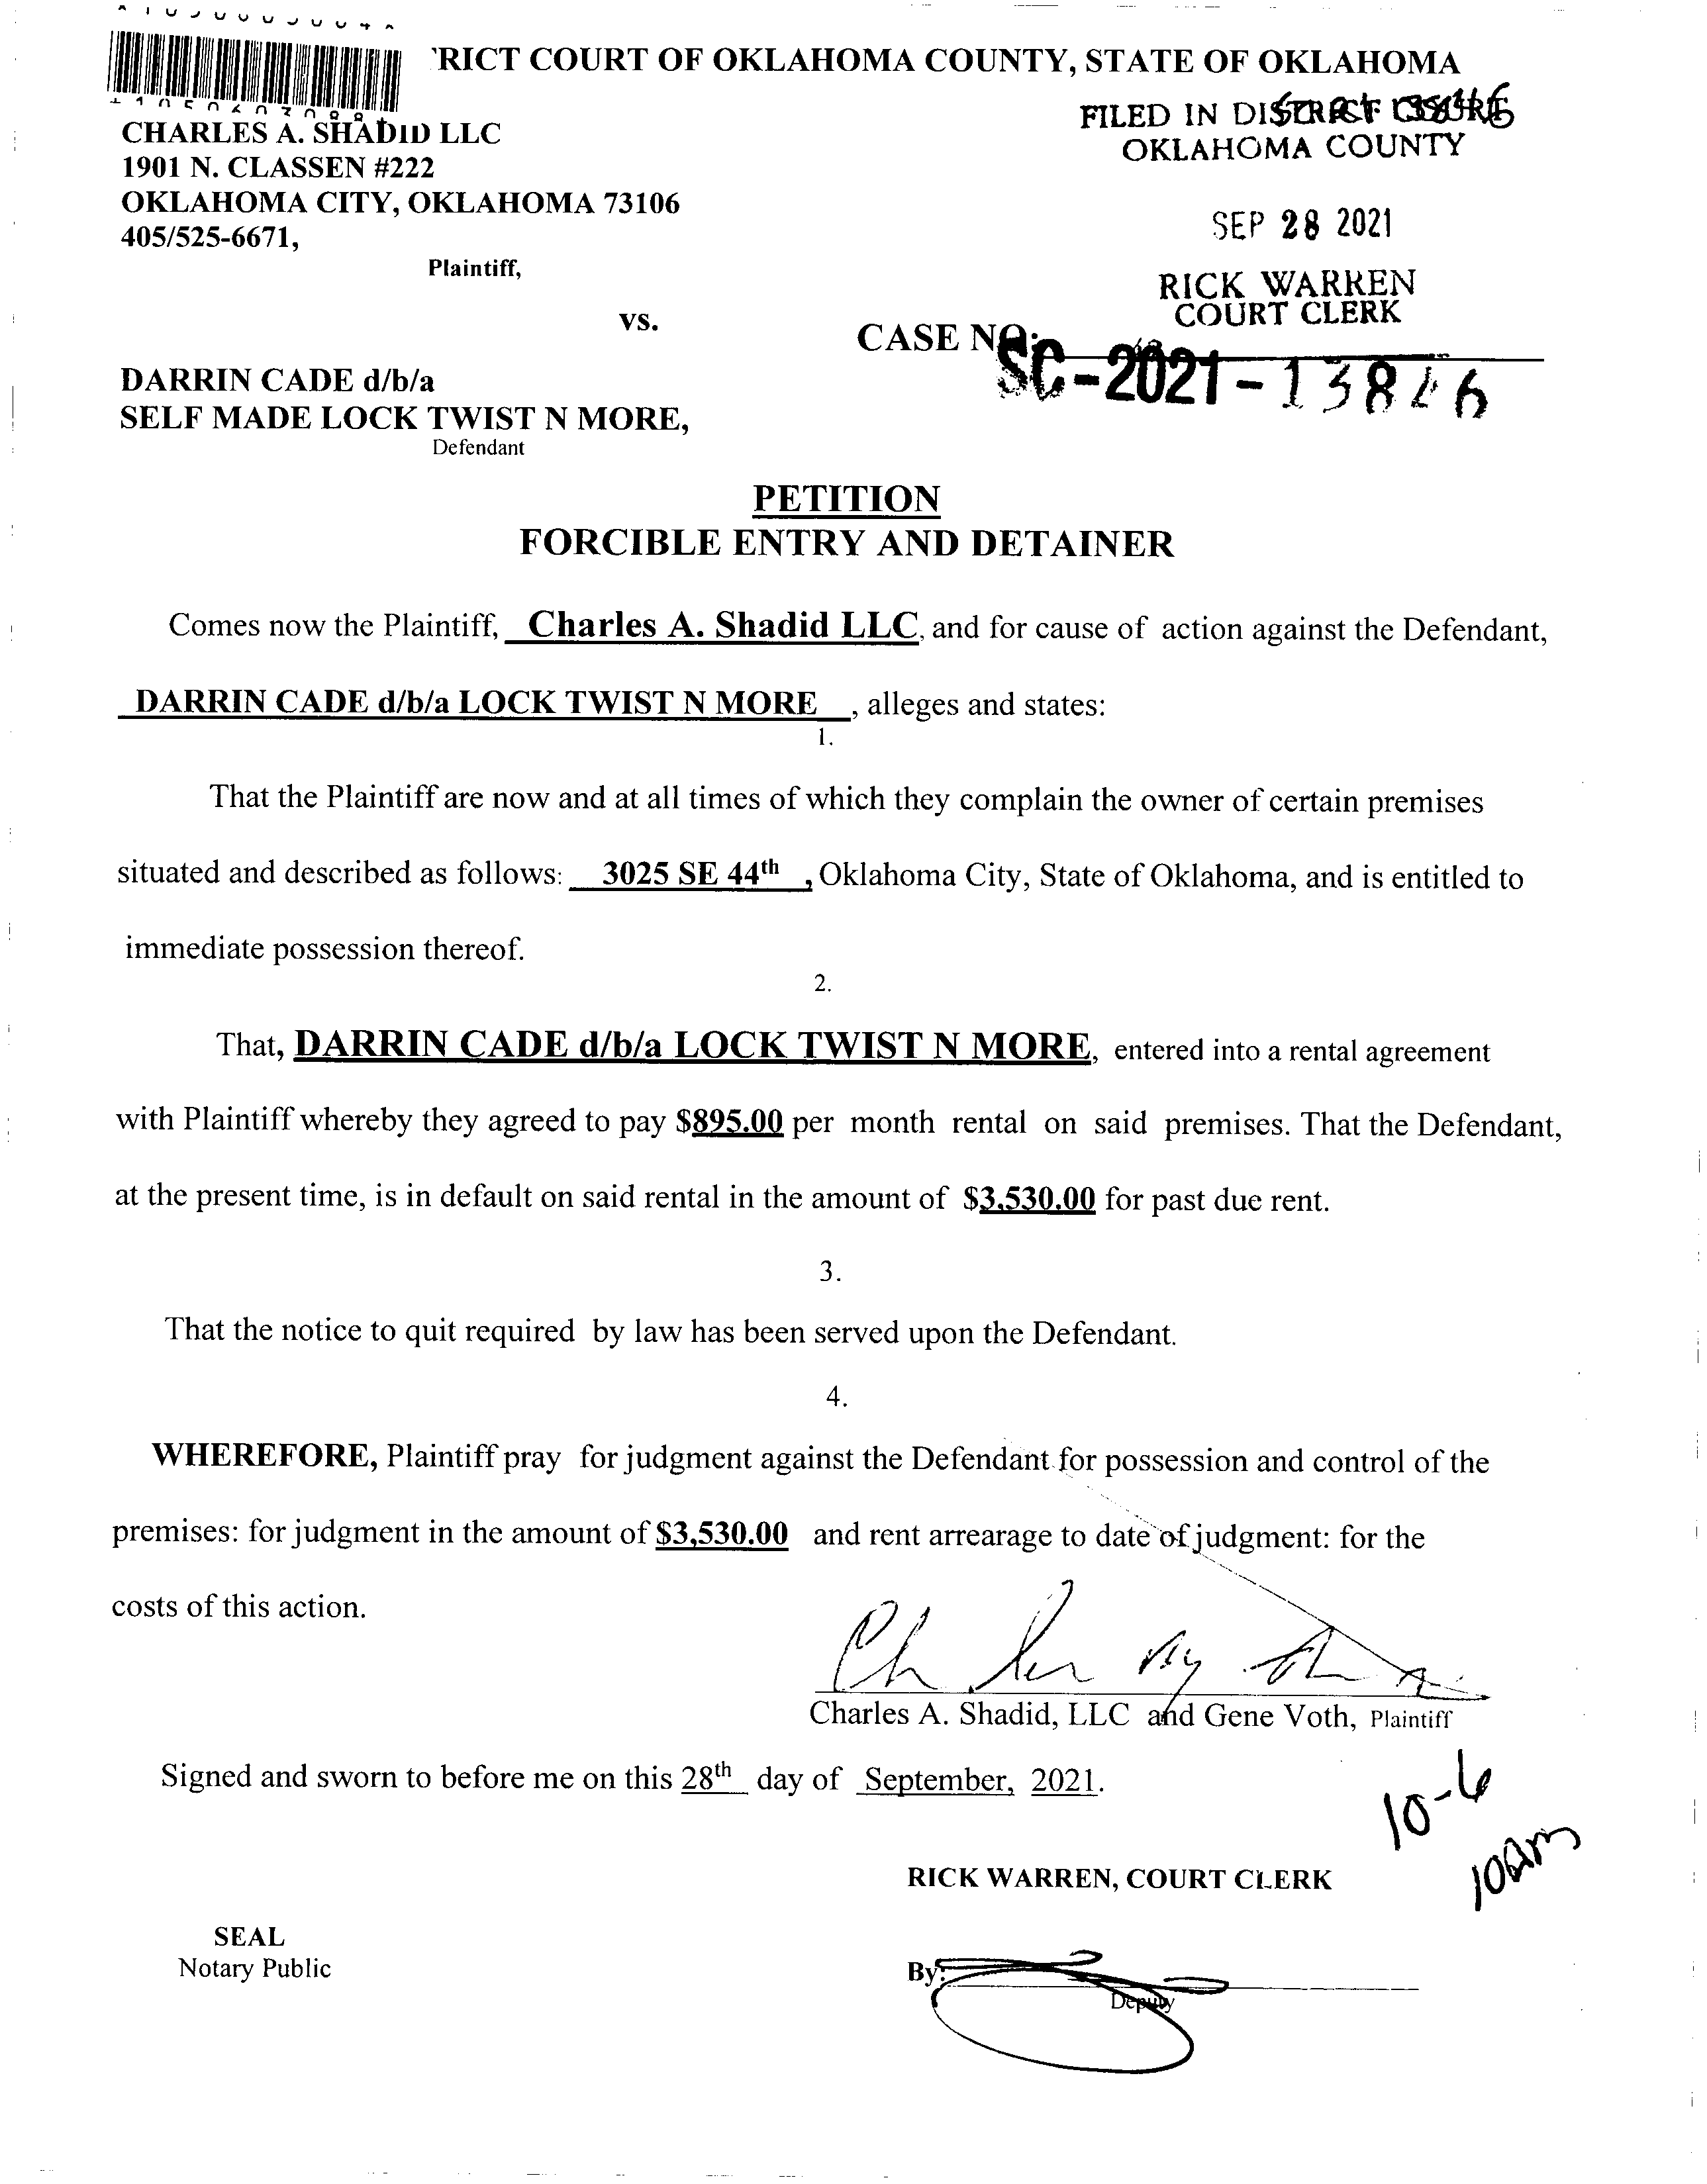 'RICT COURT OF OKLAHOMA COUNTY, STATE OF OKLAHOMA
FILED IN DISTRICT COURT
OKLAHOMA COUNTY
CHARLES A. SHADID LLC
1901 N. CLASSEN #222
OKLAHOMA CITY, OKLAHOMA 73106
405/525-6671,
Plaintiff,
SEP 28 2021
RICK WARREN
COURT CLERK
vs.
CASE NO:
SC-2021-13846
DARRIN CADE d/b/a
SELF MADE LOCK TWIST N MORE,
Defendant
PETITION
FORCIBLE ENTRY AND DETAINER
Comes now the Plaintiff, Charles A. Shadid LLC, and for cause of action against the Defendant,
DARRIN CADE d/b/a LOCK TWIST N MORE , alleges and states:
1.
That the Plaintiff are now and at all times of which they complain the owner of certain premises
situated and described as follows: 3025 SE 44th , Oklahoma City, State of Oklahoma, and is entitled to
immediate possession thereof.
2.
That, DARRIN CADE d/b/a LOCK TWIST N MORE, entered into a rental agreement
with Plaintiff whereby they agreed to pay $895.00 per month rental on said premises. That the Defendant,
at the present time, is in default on said rental in the amount of $3,530.00 for past due rent.
3.
That the notice to quit required by law has been served upon the Defendant.
4.
WHEREFORE, Plaintiff pray for judgment against the Defendant for possession and control of the
premises: for judgment in the amount of $3,530.00 and rent arrearage to date of judgment: for the
costs of this action.
Charles A. Shadid, LLC and Gene Voth, Plaintiff
Signed and sworn to before me on this 28th day of September, 2021.
10-6
10am
RICK WARREN, COURT CLERK
SEAL
Notary Public
By:
Deputy